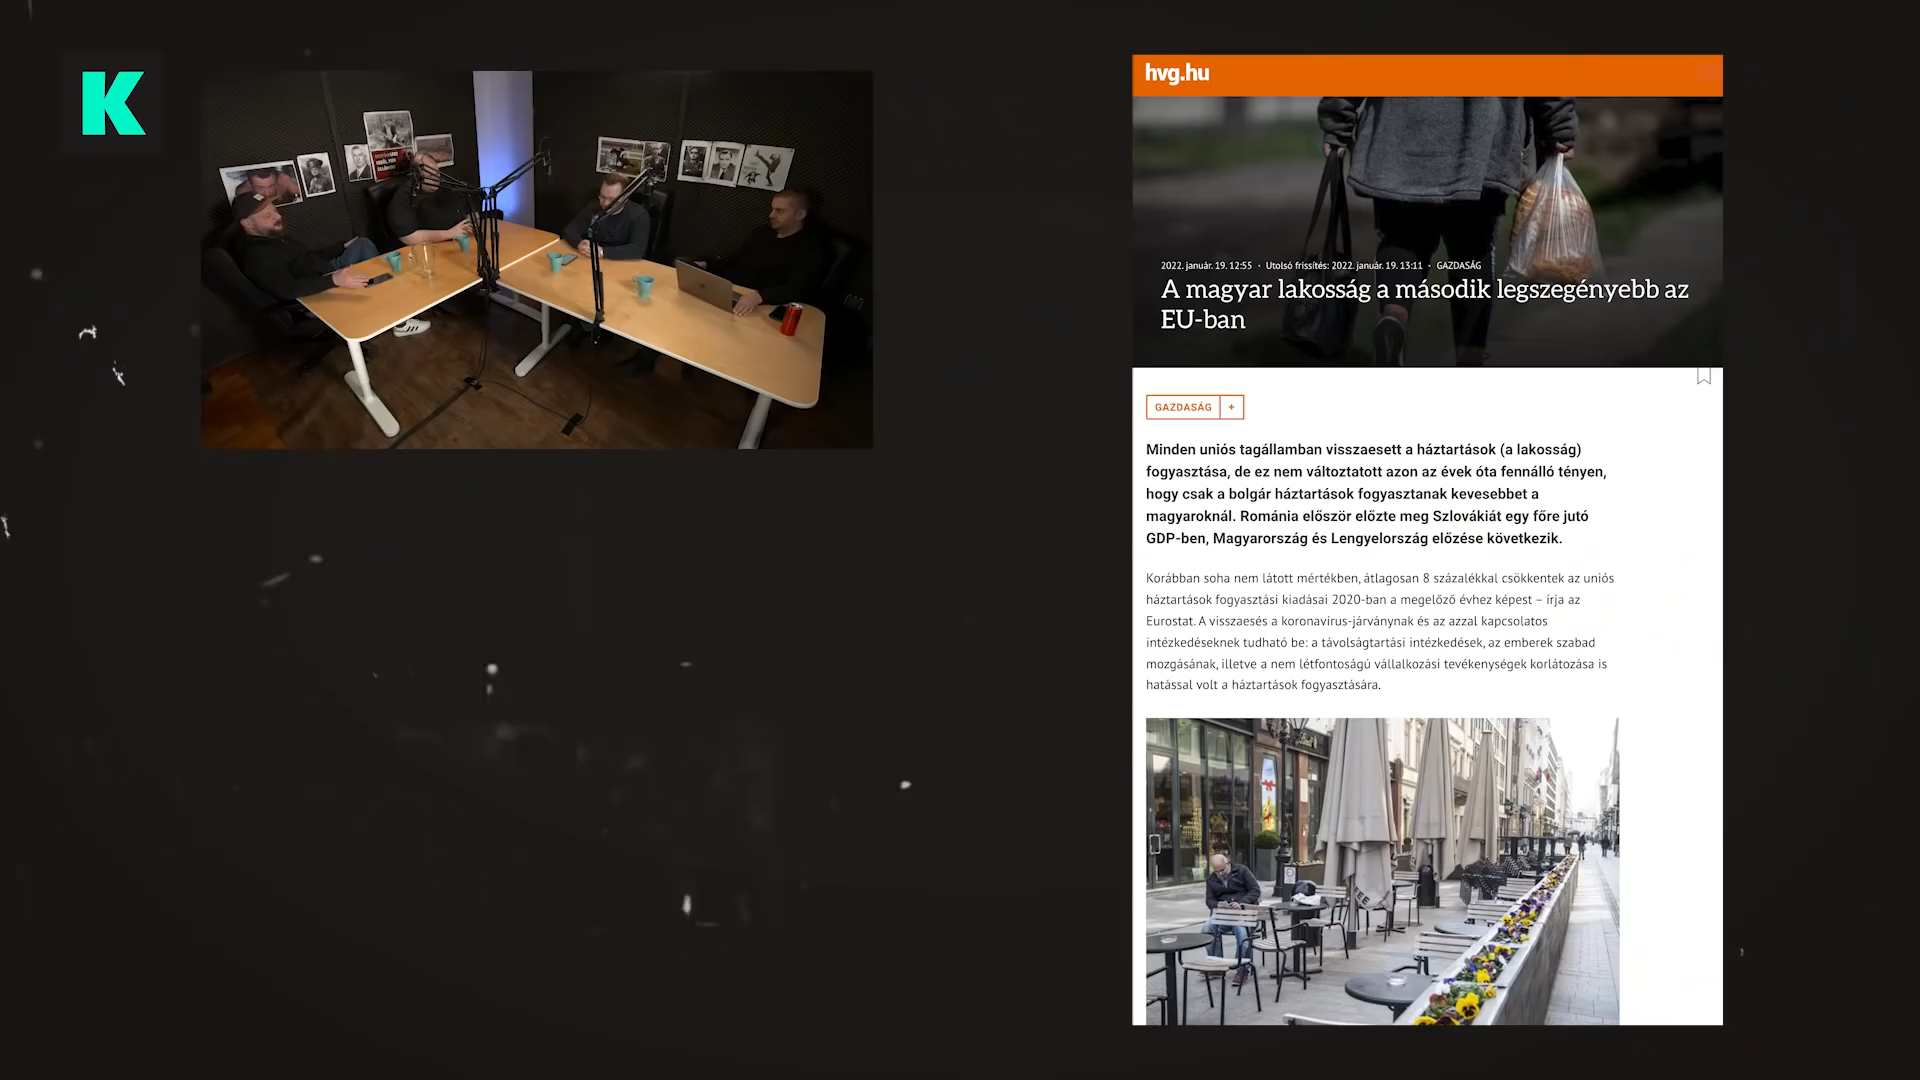 K
hvg.hu
2022. január. 19. 12:55 · Utolsó frissítés: 2022. január. 19. 13:11 · GAZDASÁG
A magyar lakosság a második legszegényebb az
EU-ban
GAZDASÁG +
Minden uniós tagállamban visszaesett a háztartások (a lakosság)
fogyasztása, de ez nem változtatott azon az évek óta fennálló tényen,
hogy csak a bolgár háztartások fogyasztanak kevesebbet a
magyaroknál. Románia először előzte meg Szlovákiát egy főre jutó
GDP-ben, Magyarország és Lengyelország előzése következik.
Korábban soha nem látott mértékben, átlagosan 8 százalékkal csökkentek az uniós
háztartások fogyasztási kiadásai 2020-ban a megelőző évhez képest – írja az
Eurostat. A visszaesés a koronavírus-járványnak és az azzal kapcsolatos
intézkedéseknek tudható be: a távolságtartási intézkedések, az emberek szabad
mozgásának, illetve a nem létfontosságú vállalkozási tevékenységek korlátozása is
hatással volt a háztartások fogyasztására.